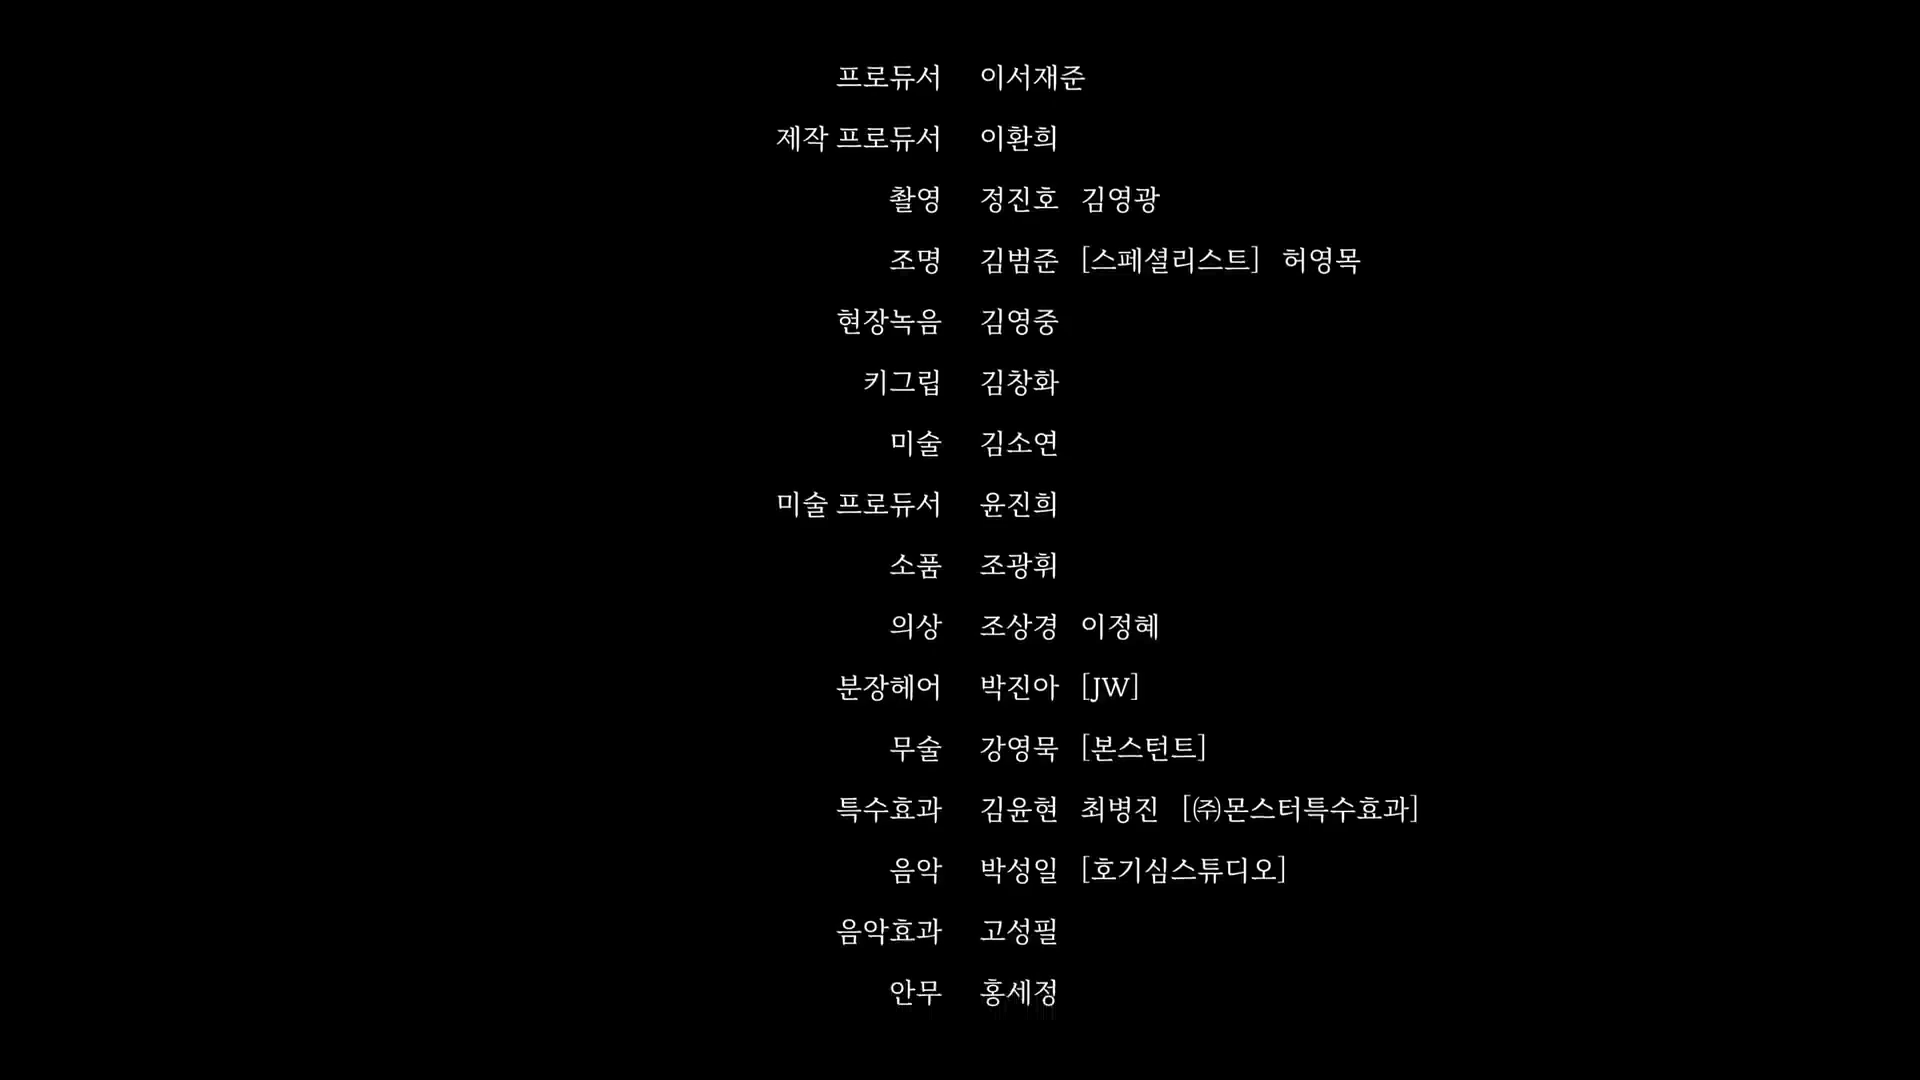 프로듀서 이서재준
제작 프로듀서 이환희
촬영 정진호 김영광
조명 김범준 [스페셜리스트] 허영목
현장녹음 김영중
키그립 김창화
미술 김소연
미술 프로듀서 윤진희
소품 조광휘
의상 조상경 이정혜
분장헤어 박진아 [JW]
무술 강영묵 [본스턴트]
특수효과 김윤현 최병진 [㈜몬스터특수효과]
음악 박성일 [호기심스튜디오]
음악효과 고성필
안무 홍세정